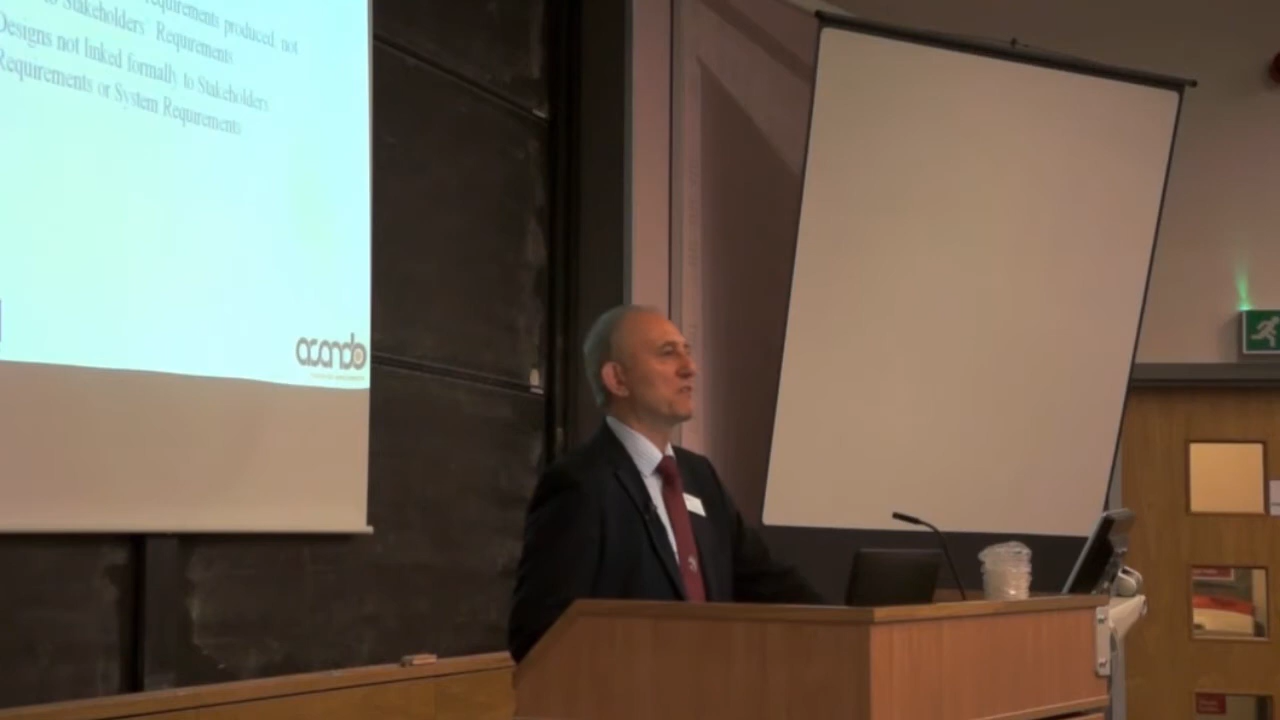 requirements produced, not
to Stakeholders' Requirements
Designs not linked formally to Stakeholders
Requirements or System Requirements
acando